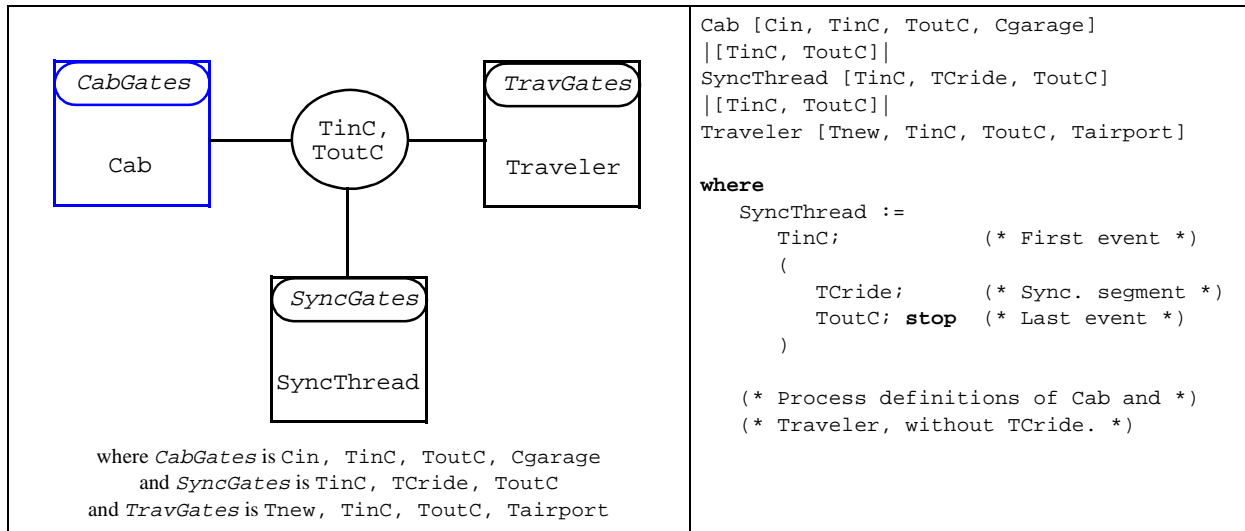 CabGates
Cab
TinC,
ToutC
TravGates
Traveler
SyncGates
SyncThread
where CabGates is Cin, TinC, ToutC, Cgarage
and SyncGates is TinC, TCride, ToutC
and TravGates is Tnew, TinC, ToutC, Tairport
Cab [Cin, TinC, ToutC, Cgarage]
|[TinC, ToutC]|
SyncThread [TinC, TCride, ToutC]
|[TinC, ToutC]|
Traveler [Tnew, TinC, ToutC, Tairport]
where
SyncThread :=
TinC; (* First event *)
(
TCride; (* Sync. segment *)
ToutC; stop (* Last event *)
)
(* Process definitions of Cab and *)
(* Traveler, without TCride. *)